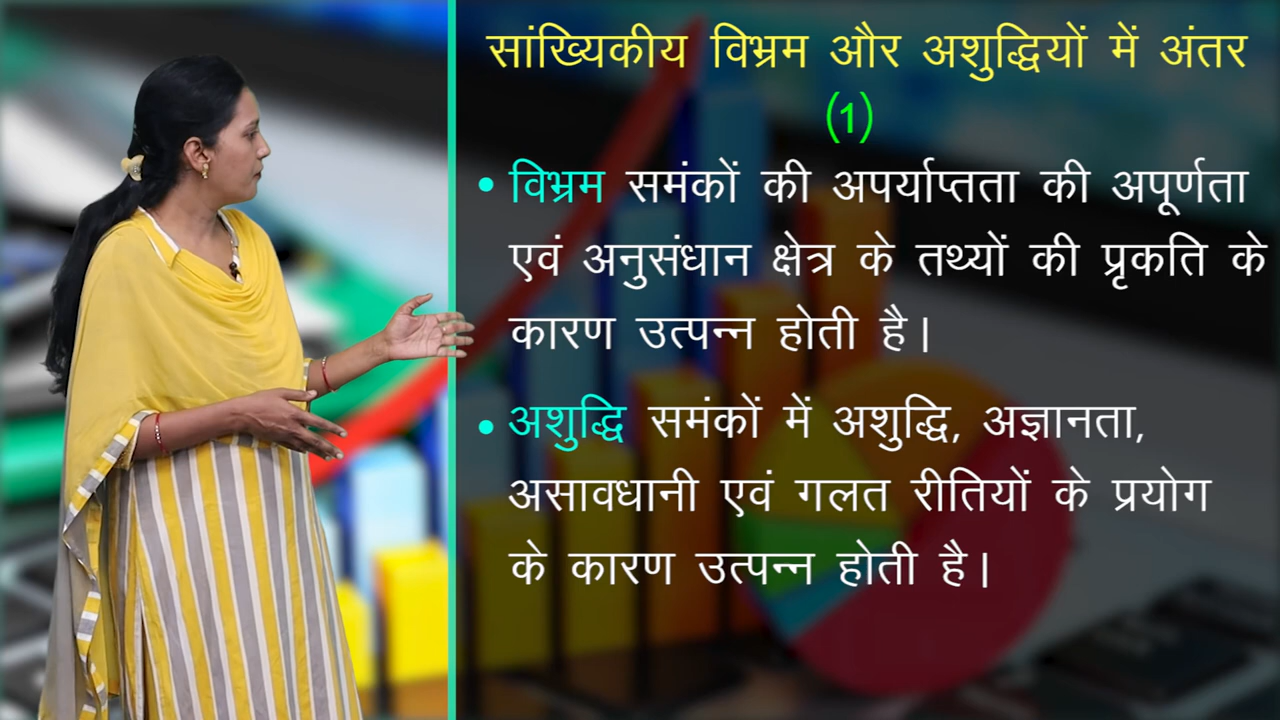 सांख्यिकीय विभ्रम और अशुद्धियों में अंतर
(1)
• विभ्रम समंकों की अपर्याप्तता की अपूर्णता
एवं अनुसंधान क्षेत्र के तथ्यों की प्रृकति के
कारण उत्पन्न होती है।
• अशुद्धि समंकों में अशुद्धि, अज्ञानता,
असावधानी एवं गलत रीतियों के प्रयोग
के कारण उत्पन्न होती है।